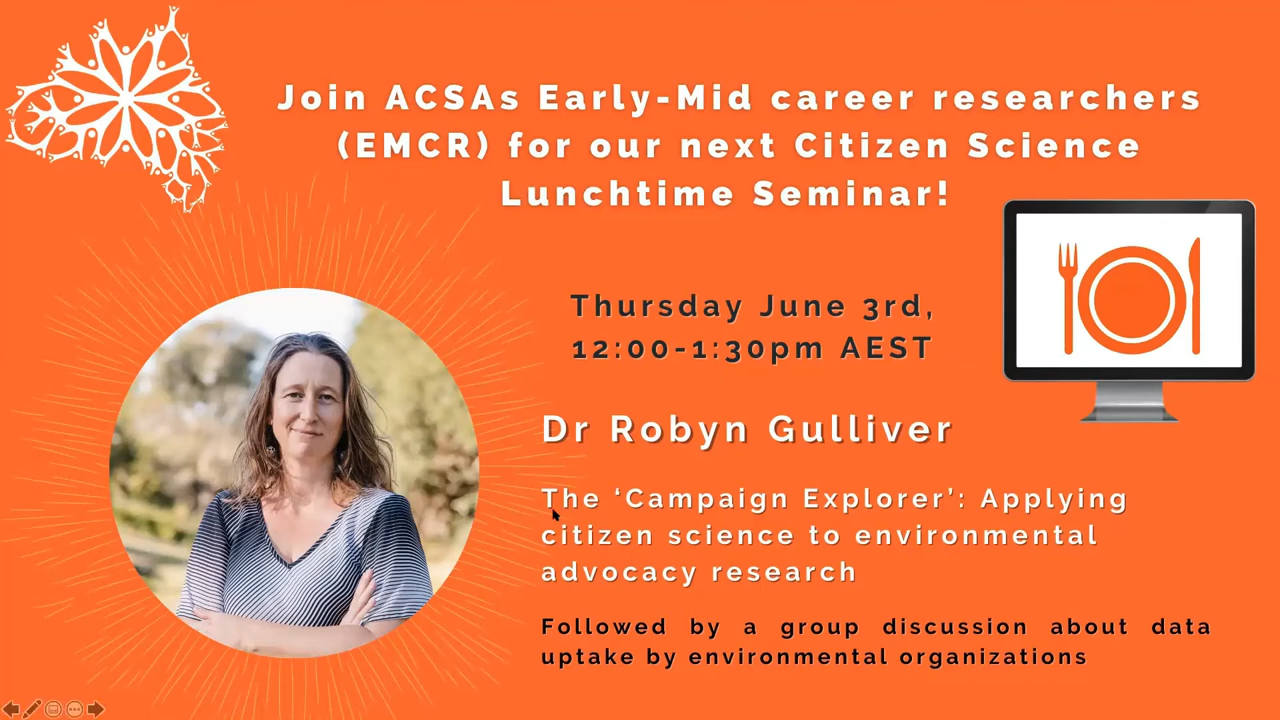 Join ACSAs Early-Mid career researchers
(EMCR) for our next Citizen Science
Lunchtime Seminar!
Thursday June 3rd,
12:00-1:30pm AEST
Dr Robyn Gulliver
The ‘Campaign Explorer’: Applying
citizen science to environmental
advocacy research
Followed by a group discussion about data
uptake by environmental organizations